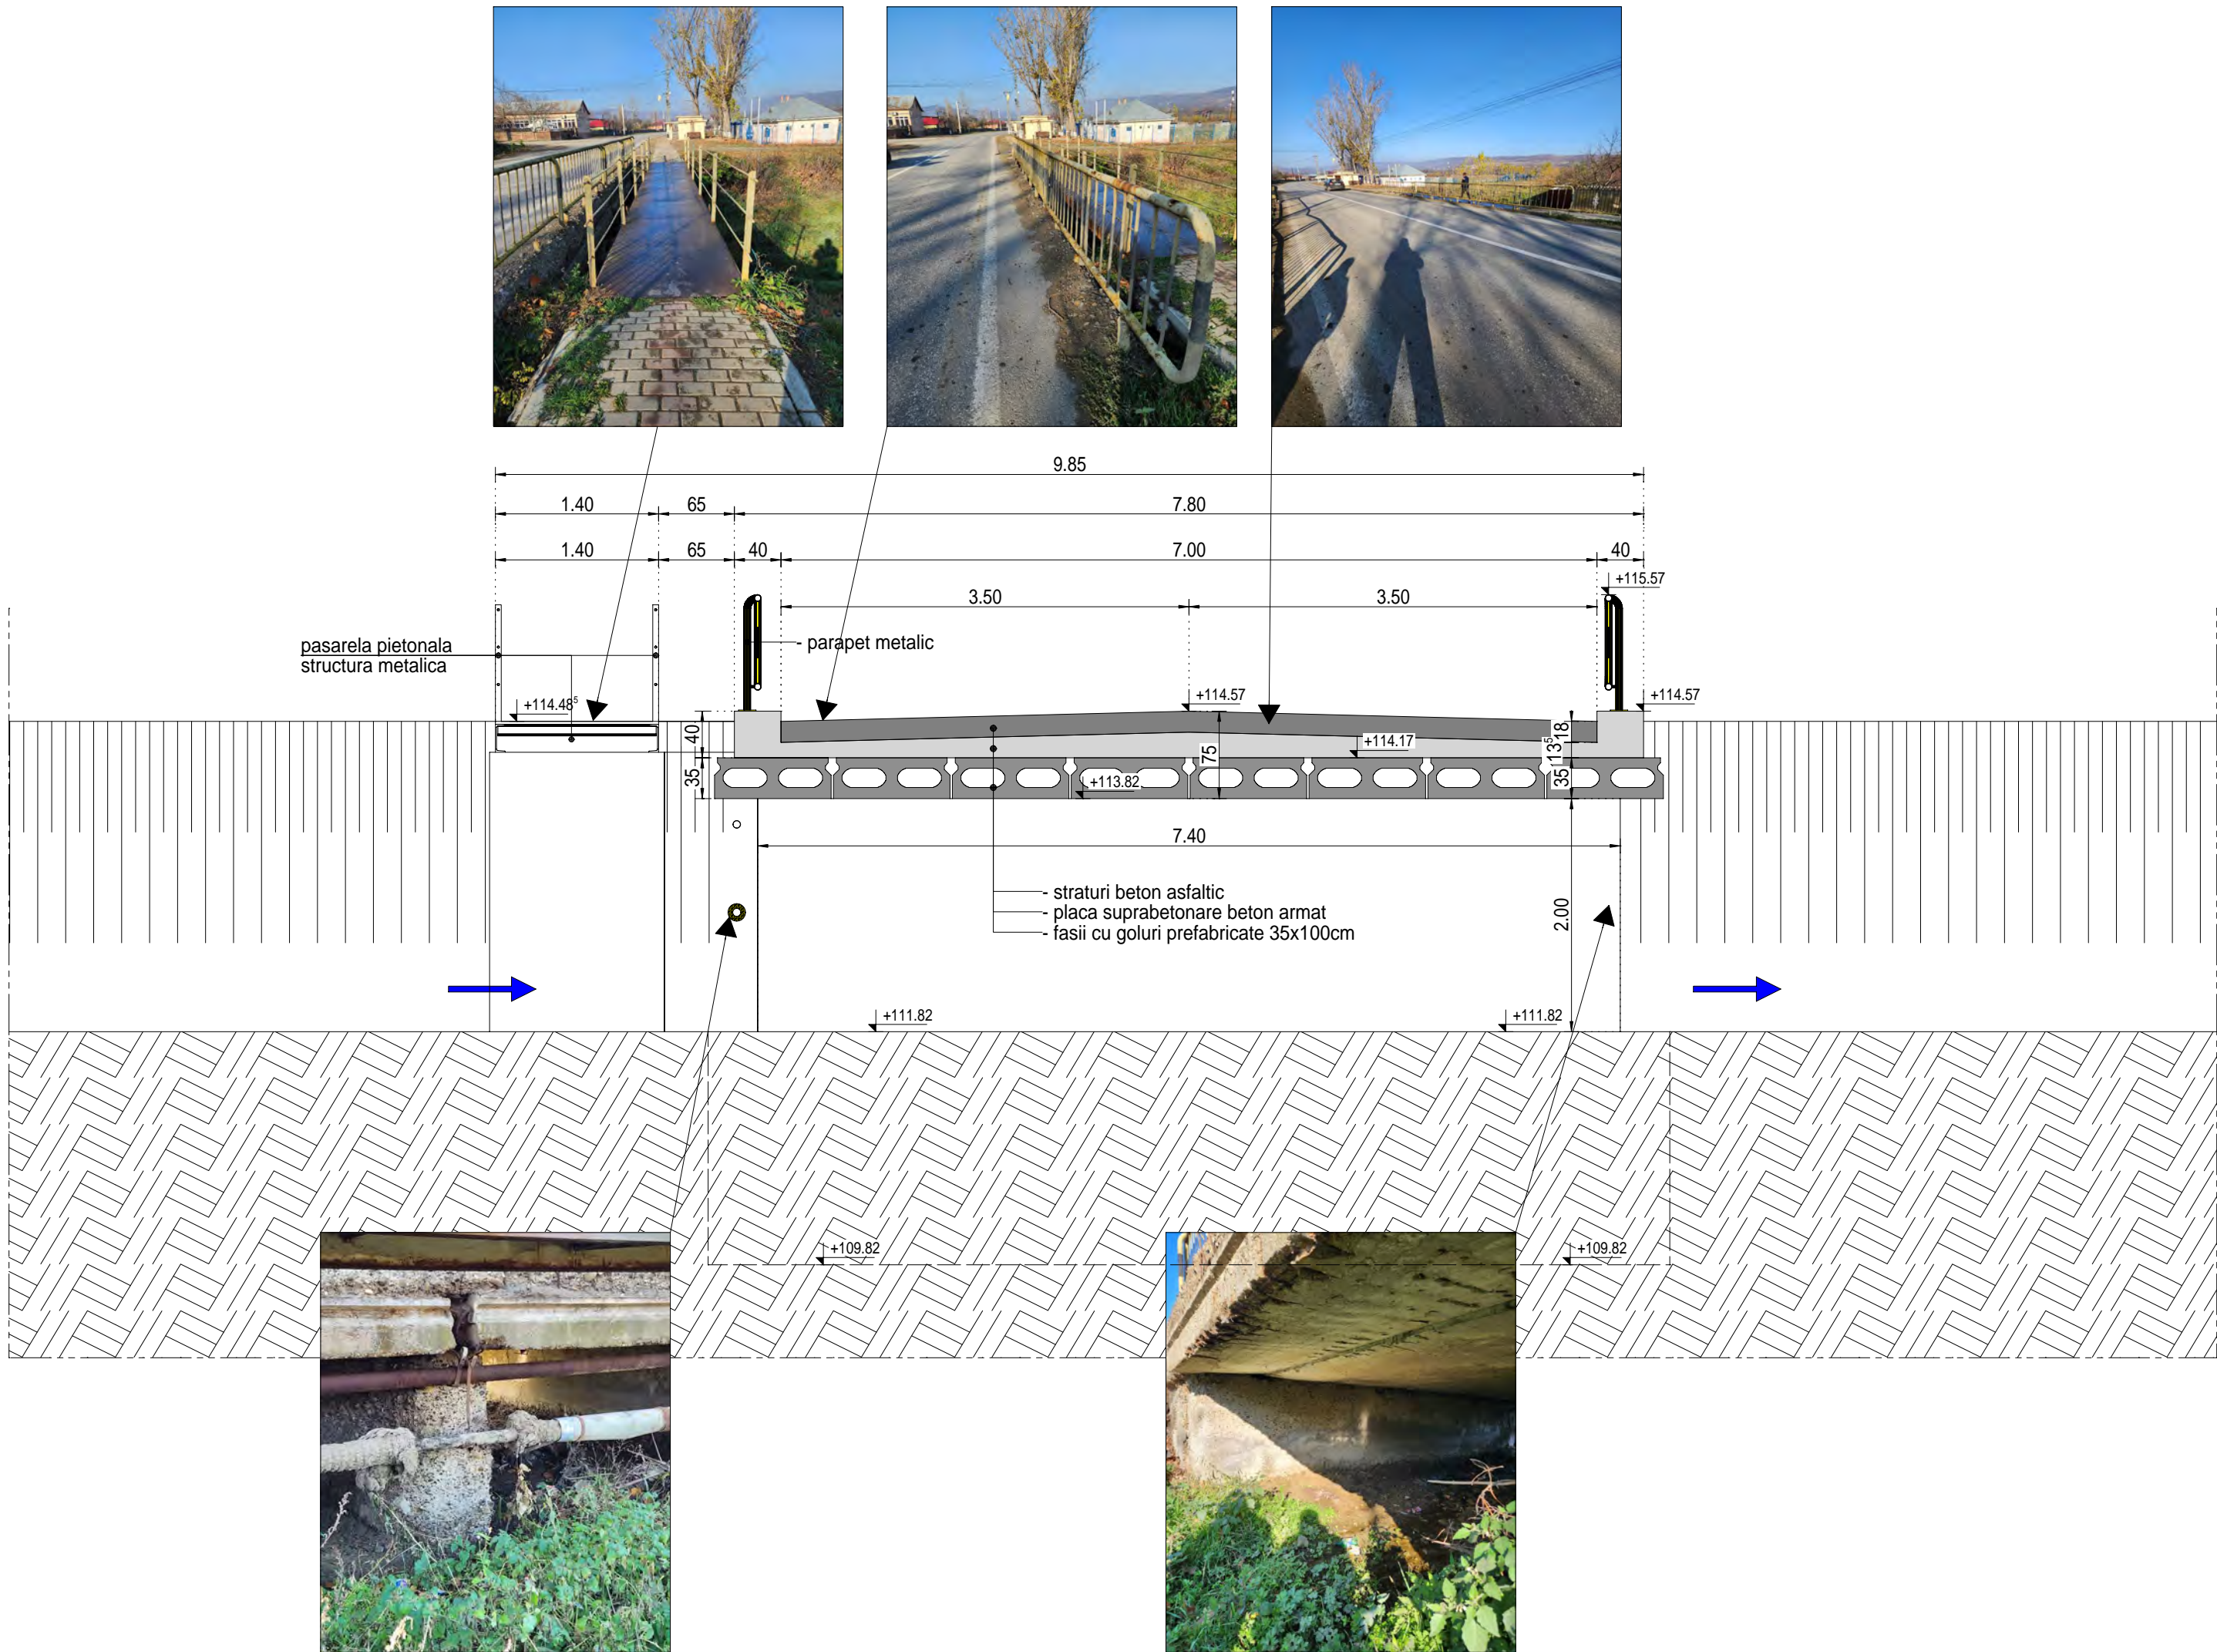 9.85
1.40 65 7.80
1.40 65 40 7.00 40
+115.57
3.50 3.50
pasarela pietonala
structura metalica
- parapet metalic
+114.48⁵
+114.57
+114.57
40
35
75
+114.17
18
13⁵
35
+113.82
7.40
- straturi beton asfaltic
- placa suprabetonare beton armat
- fasii cu goluri prefabricate 35x100cm
2.00
+111.82
+111.82
+109.82
+109.82